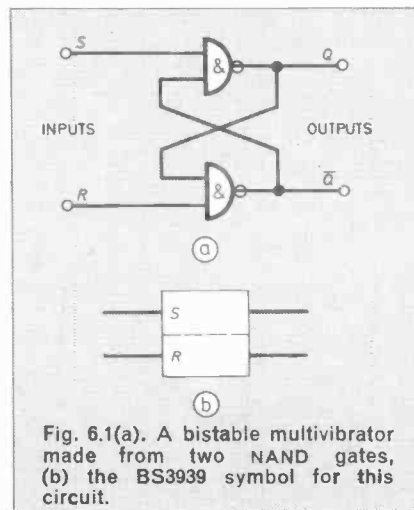 S
&
Q
INPUTS
OUTPUTS
&
R
Q̅
a
S
R
b
Fig. 6.1(a). A bistable multivibrator
made from two NAND gates,
(b) the BS3939 symbol for this
circuit.